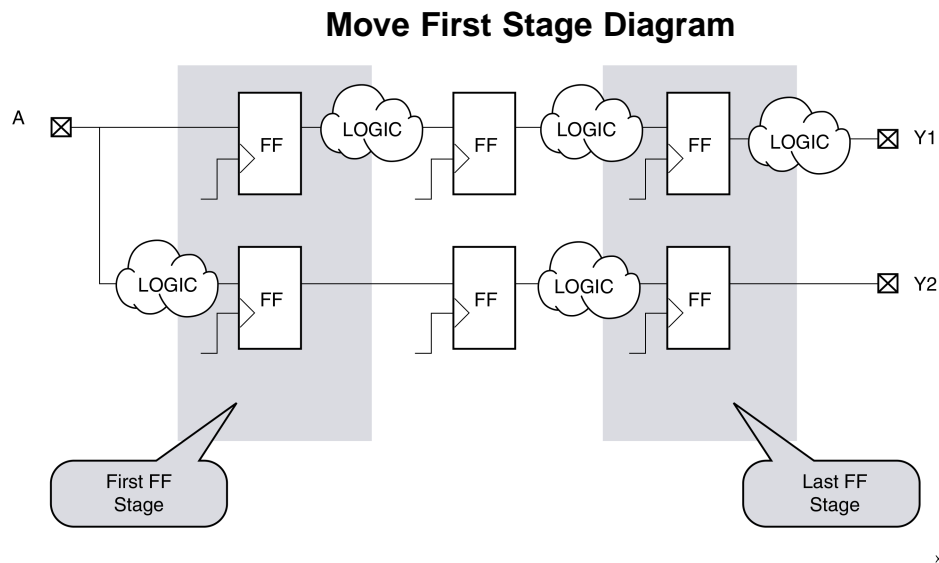 Move First Stage Diagram
A
FF
LOGIC
FF
LOGIC
FF
LOGIC
Y1
LOGIC
FF
FF
LOGIC
FF
Y2
First FF
Stage
Last FF
Stage